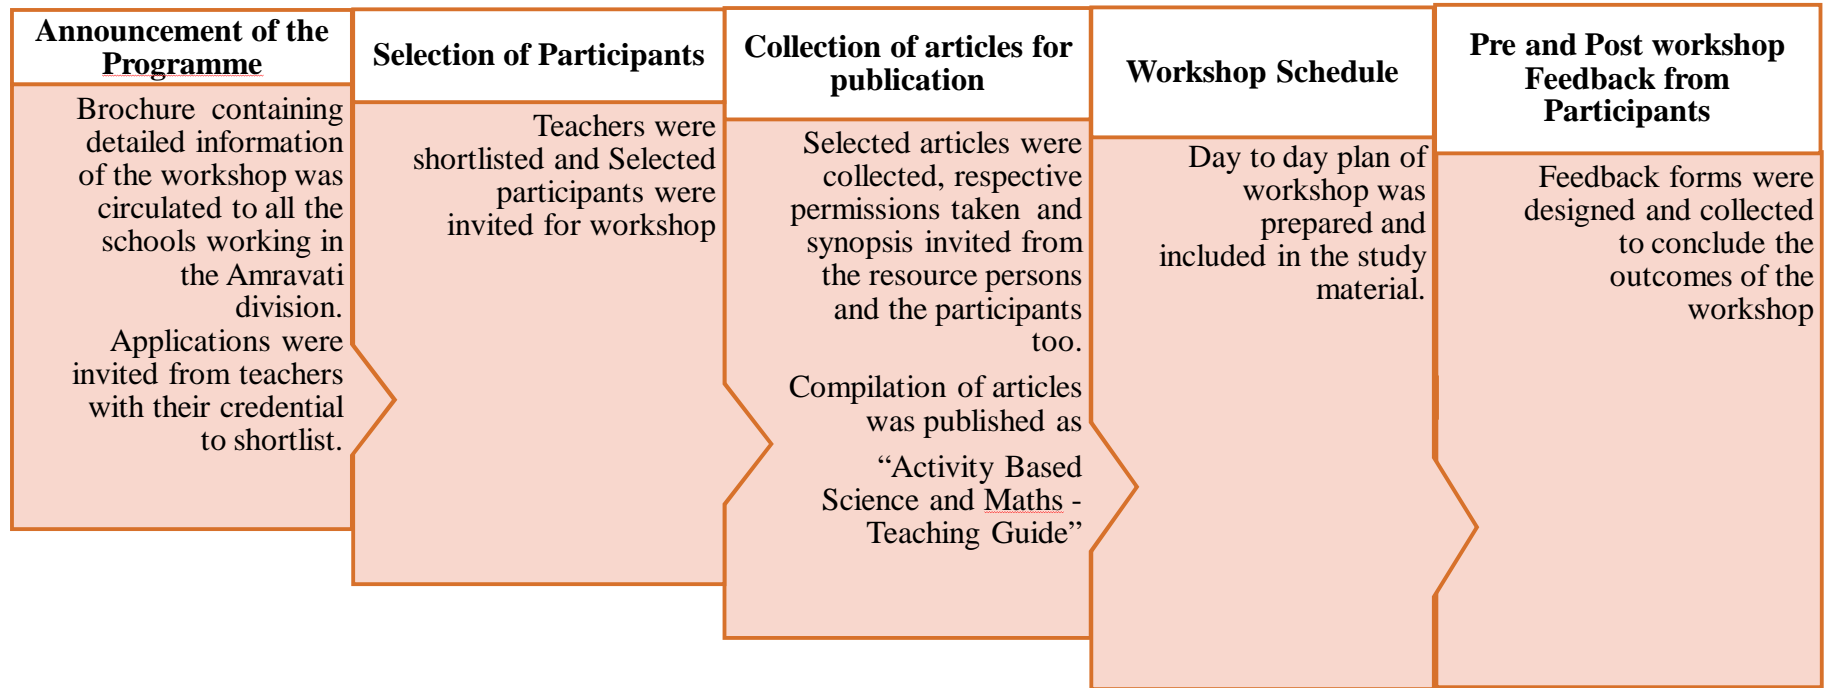 Announcement of the
Programme
Brochure containing
detailed information
of the workshop was
circulated to all the
schools working in
the Amravati
division.
Applications were
invited from teachers
with their credential
to shortlist.
Selection of Participants
Teachers were
shortlisted and Selected
participants were
invited for workshop
Collection of articles for
publication
Selected articles were
collected, respective
permissions taken and
synopsis invited from
the resource persons
and the participants
too.
Compilation of articles
was published as
“Activity Based
Science and Maths -
Teaching Guide”
Workshop Schedule
Day to day plan of
workshop was
prepared and
included in the study
material.
Pre and Post workshop
Feedback from
Participants
Feedback forms were
designed and collected
to conclude the
outcomes of the
workshop